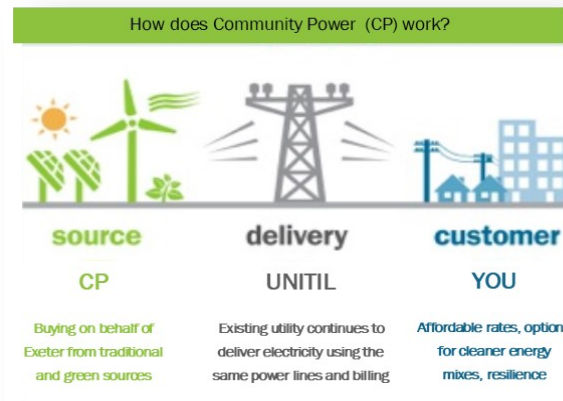 How does Community Power (CP) work?
source
delivery
customer
CP
UNITIL
YOU
Buying on behalf of
Exeter from traditional
and green sources
Existing utility continues to
deliver electricity using the
same power lines and billing
Affordable rates, option
for cleaner energy
mixes, resilience